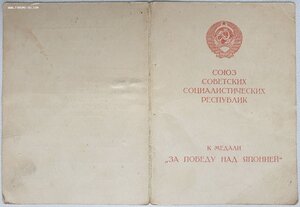 СОЮЗ
СОВЕТСКИХ
СОЦИАЛИСТИЧЕСКИХ
РЕСПУБЛИК
К МЕДАЛИ
„ЗА ПОБЕДУ НАД ЯПОНИЕЙ“